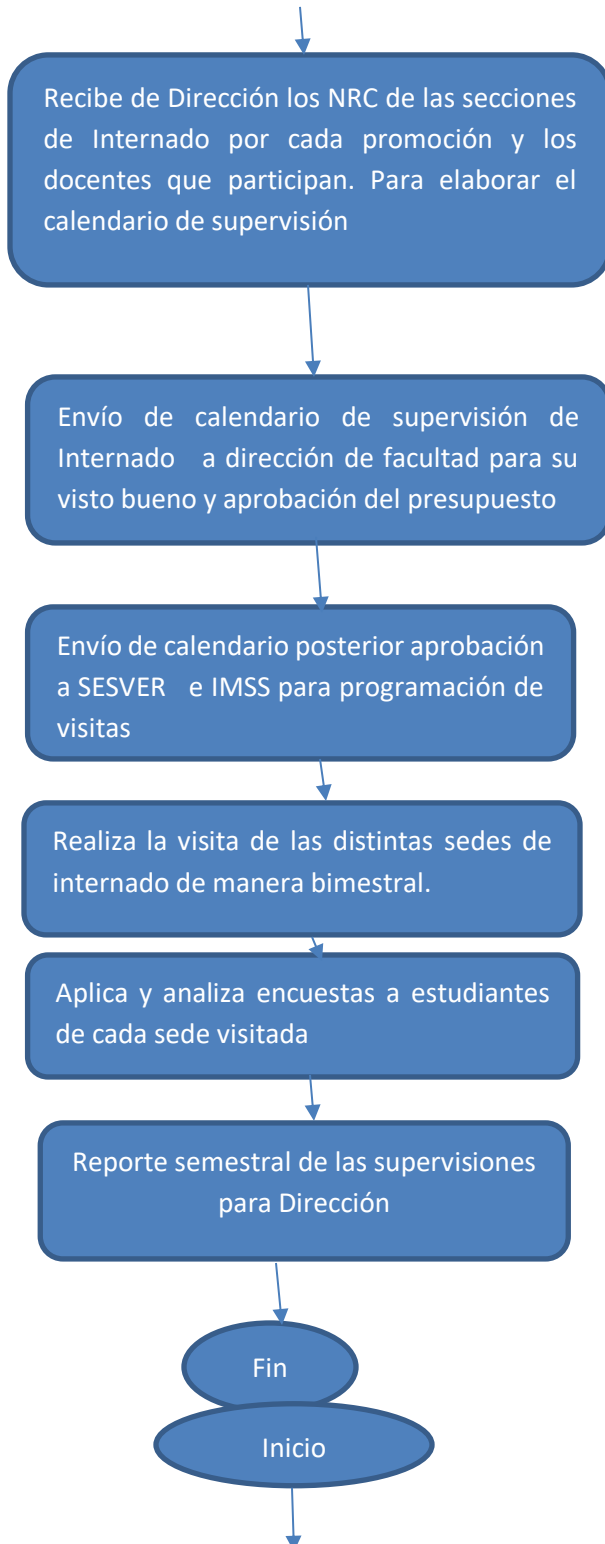 Recibe de Dirección los NRC de las secciones
de Internado por cada promoción y los
docentes que participan. Para elaborar el
calendario de supervisión
Envío de calendario de supervisión de
Internado a dirección de facultad para su
visto bueno y aprobación del presupuesto
Envío de calendario posterior aprobación
a SESVER e IMSS para programación de
visitas
Realiza la visita de las distintas sedes de
internado de manera bimestral.
Aplica y analiza encuestas a estudiantes
de cada sede visitada
Reporte semestral de las supervisiones
para Dirección
Fin
Inicio